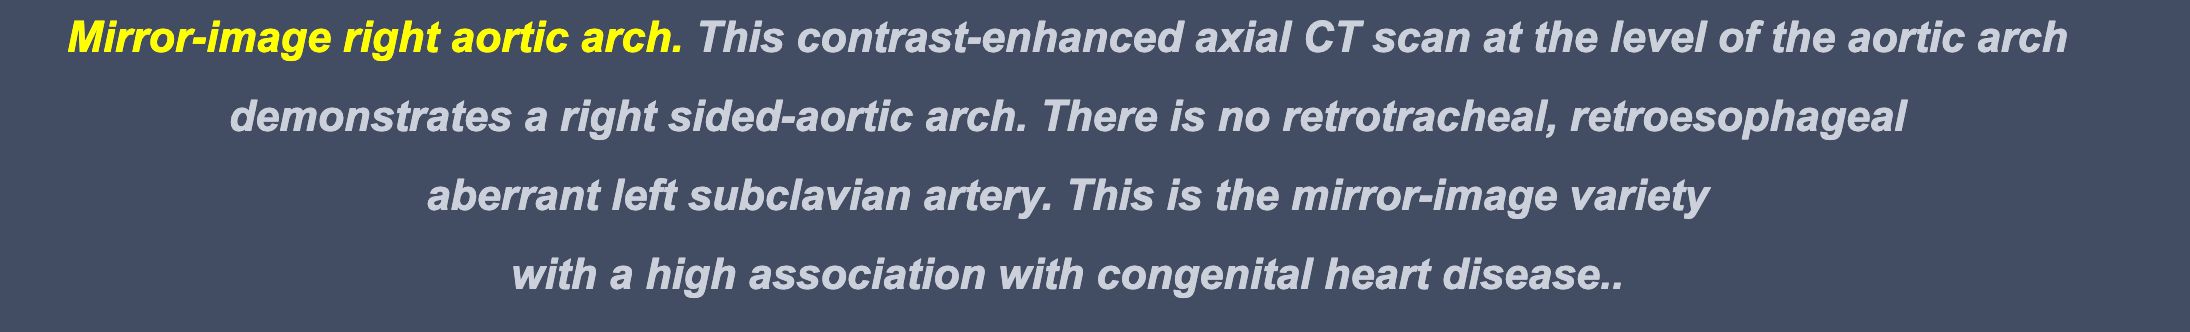 Mirror-image right aortic arch. This contrast-enhanced axial CT scan at the level of the aortic arch
demonstrates a right sided-aortic arch. There is no retrotracheal, retroesophageal
aberrant left subclavian artery. This is the mirror-image variety
with a high association with congenital heart disease..